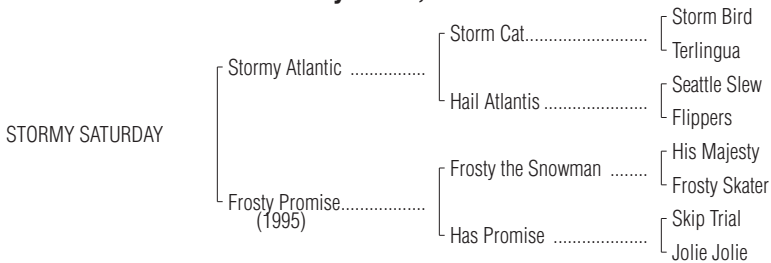 Storm Bird
Storm Cat..........................
Terlingua
Stormy Atlantic ................
Seattle Slew
Hail Atlantis ......................
Flippers
STORMY SATURDAY
His Majesty
Frosty the Snowman ........
Frosty Skater
Frosty Promise..................
(1995)
Skip Trial
Has Promise ....................
Jolie Jolie